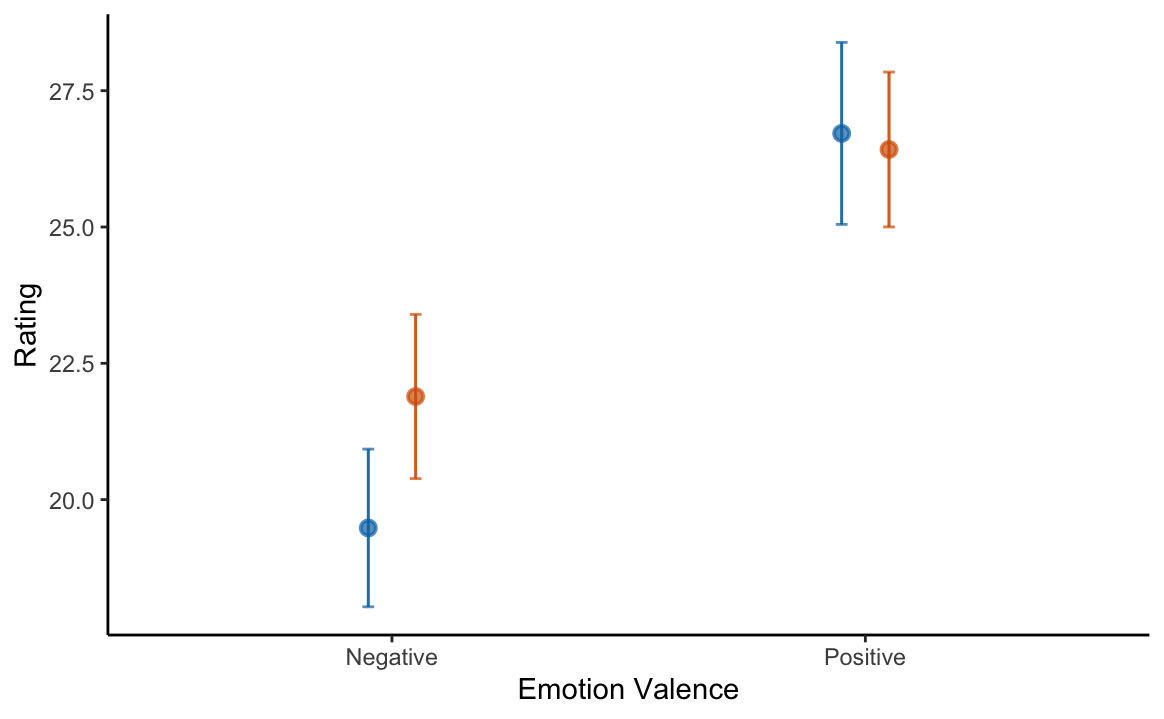 Rating
27.5
25.0
22.5
20.0
Negative
Positive
Emotion Valence